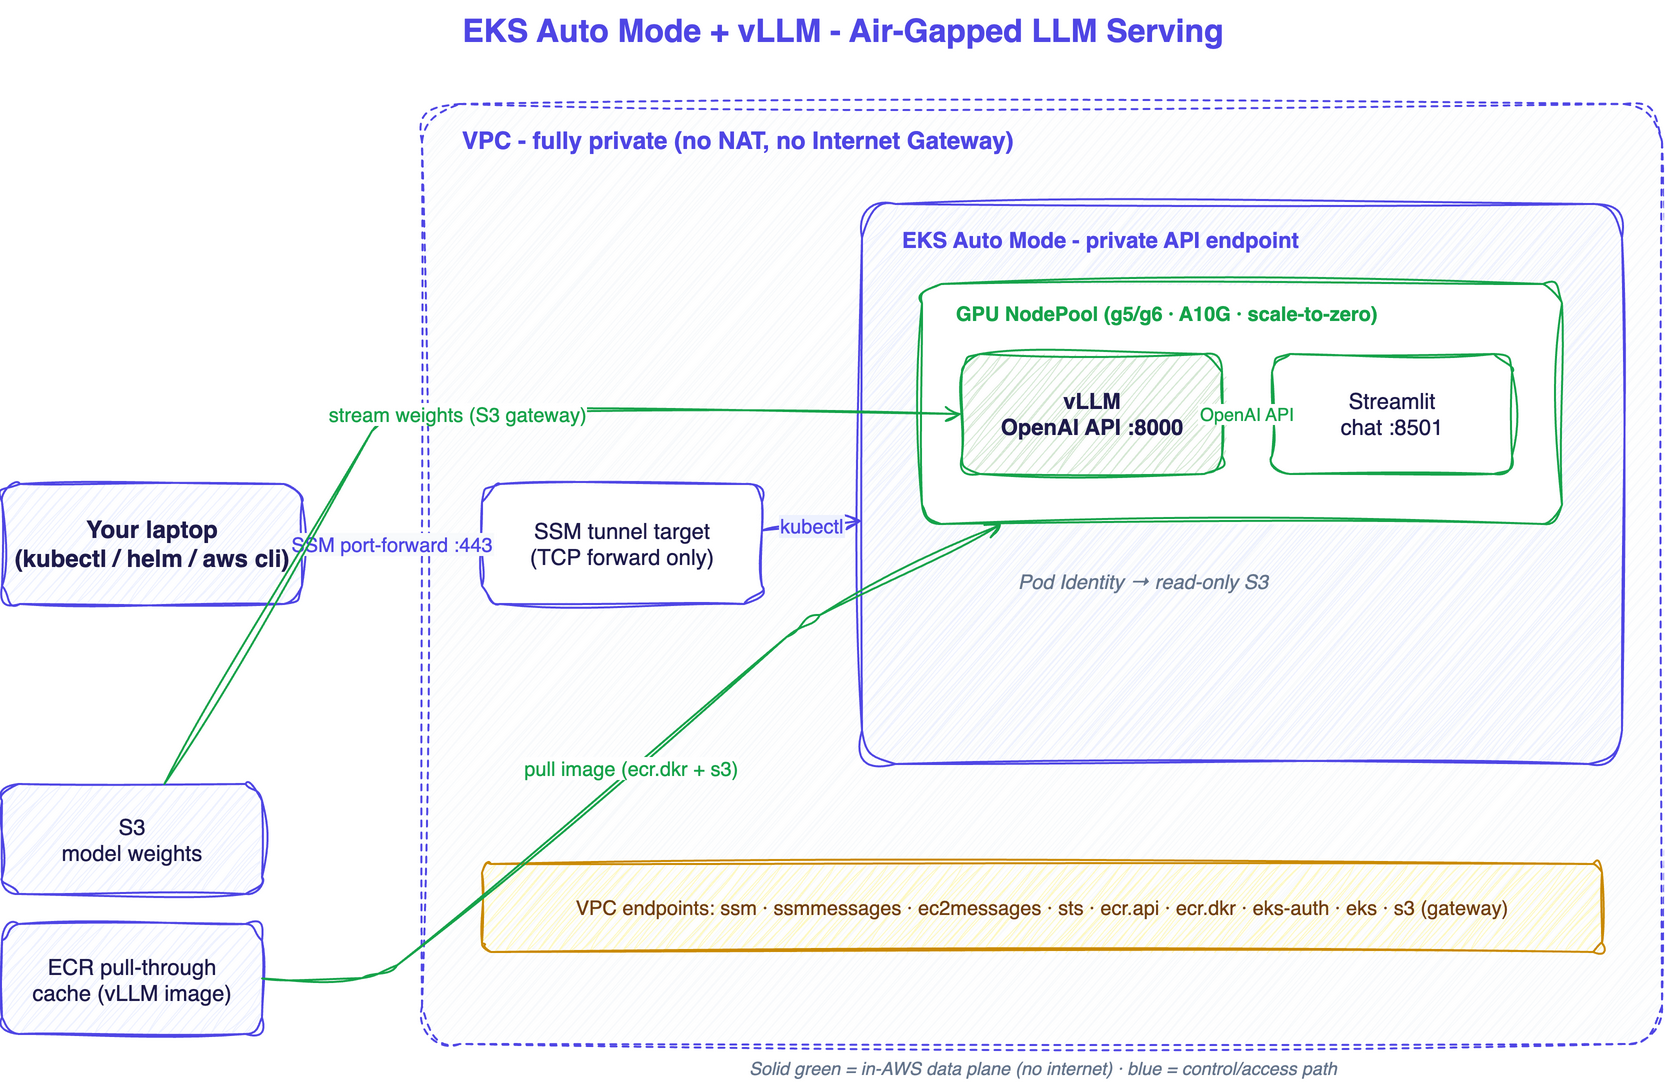 EKS Auto Mode + vLLM - Air-Gapped LLM Serving
VPC - fully private (no NAT, no Internet Gateway)
EKS Auto Mode - private API endpoint
GPU NodePool (g5/g6 · A10G · scale-to-zero)
vLLM
OpenAI API :8000
OpenAI API
Streamlit
chat :8501
stream weights (S3 gateway)
Your laptop
(kubectl / helm / aws cli)
SSM port-forward :443
SSM tunnel target
(TCP forward only)
kubectl
Pod Identity → read-only S3
pull image (ecr.dkr + s3)
S3
model weights
VPC endpoints: ssm · ssmmessages · ec2messages · sts · ecr.api · ecr.dkr · eks-auth · eks · s3 (gateway)
ECR pull-through
cache (vLLM image)
Solid green = in-AWS data plane (no internet) · blue = control/access path